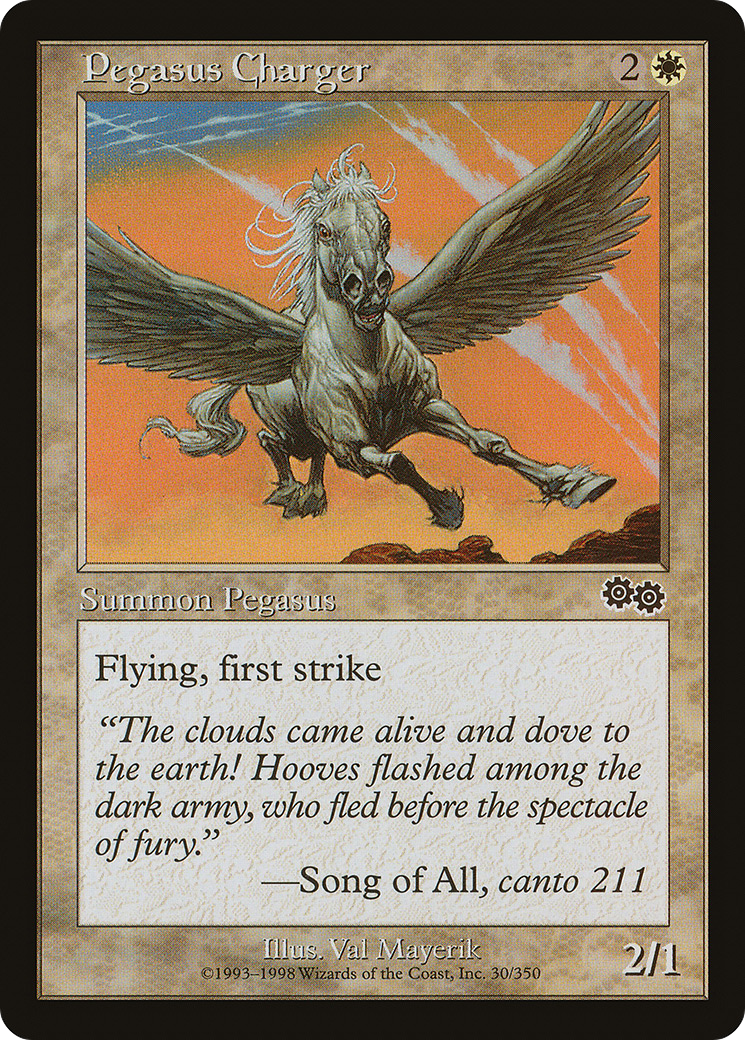 Pegasus Charger
2
Summon Pegasus
Flying, first strike
“The clouds came alive and dove to
the earth! Hooves flashed among the
dark army, who fled before the spectacle
of fury.”
—Song of All, canto 211
Illus. Val Mayerik
©1993–1998 Wizards of the Coast, Inc. 30/350
2/1